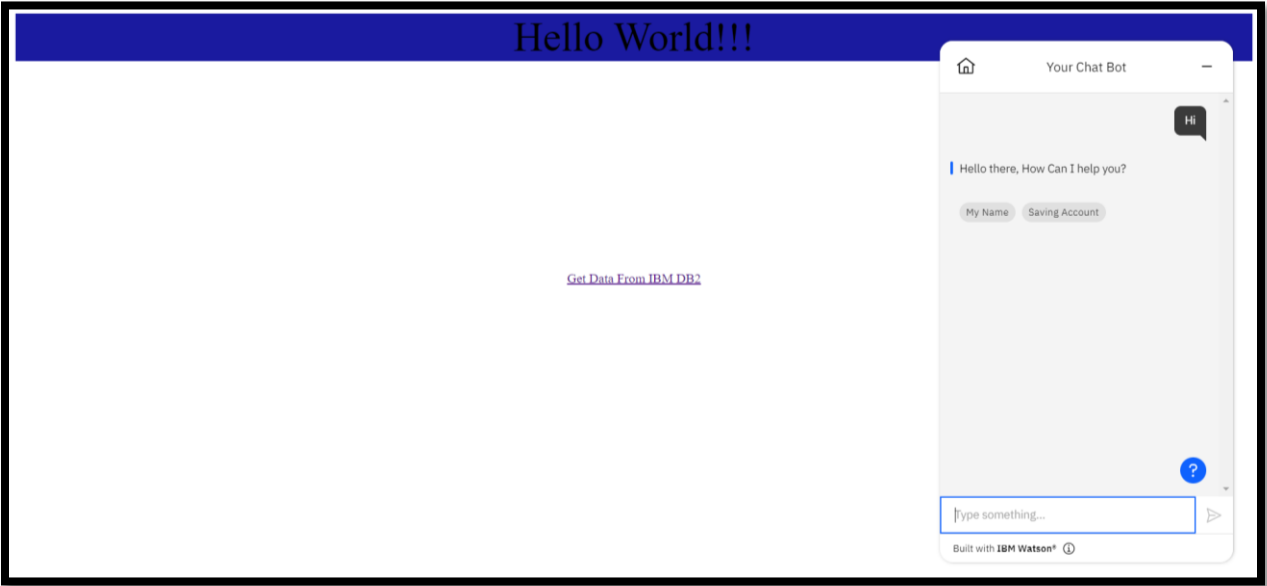 Hello World!!!
Your Chat Bot
Hi
Hello there, How Can I help you?
My Name Saving Account
Get Data From IBM DB2
?
Type something...
Built with IBM Watson®